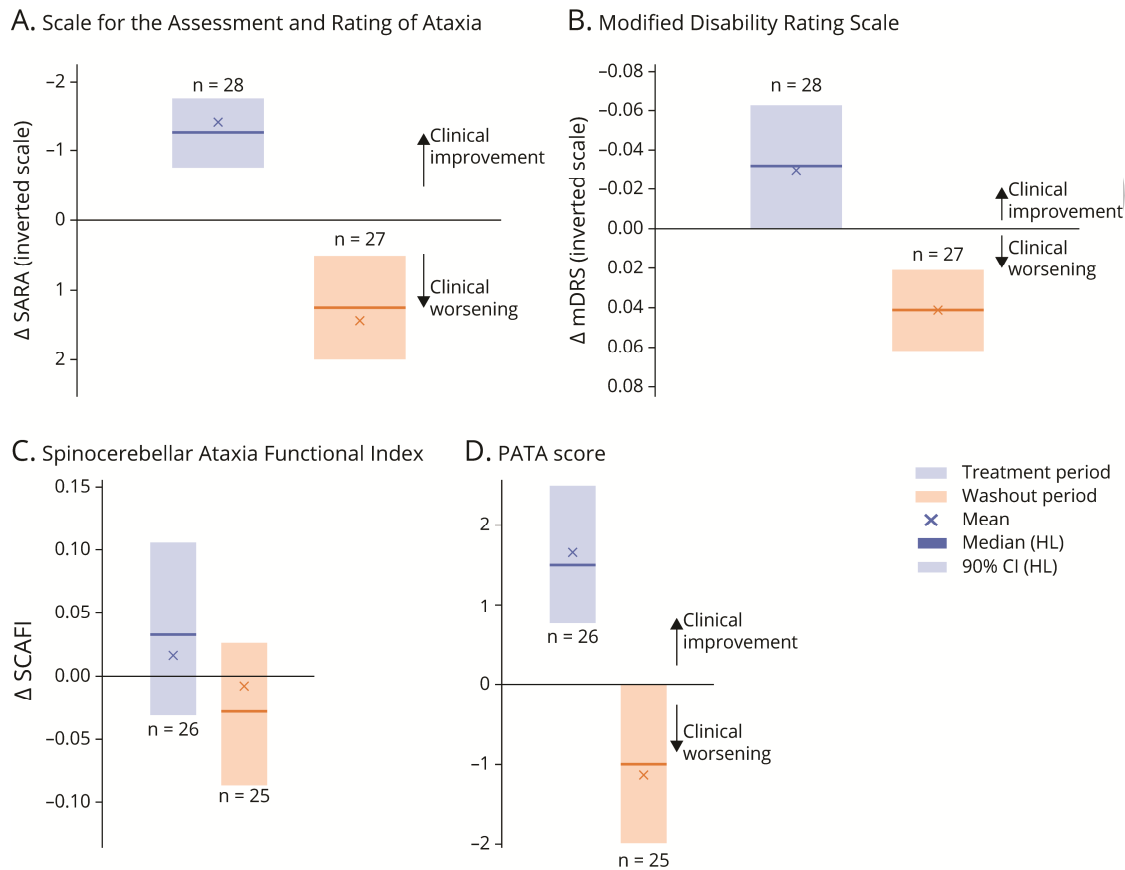 A. Scale for the Assessment and Rating of Ataxia
Δ SARA (inverted scale)
−2
−1
0
1
2
n = 28
n = 27
Clinical
improvement
Clinical
worsening
B. Modified Disability Rating Scale
Δ mDRS (inverted scale)
−0.08
−0.06
−0.04
−0.02
0.00
0.02
0.04
0.06
0.08
n = 28
n = 27
Clinical
improvement
Clinical
worsening
C. Spinocerebellar Ataxia Functional Index
Δ SCAFI
0.15
0.10
0.05
0.00
−0.05
−0.10
n = 26
n = 25
D. PATA score
2
1
0
−1
−2
n = 26
n = 25
Clinical
improvement
Clinical
worsening
Treatment period
Washout period
Mean
Median (HL)
90% CI (HL)